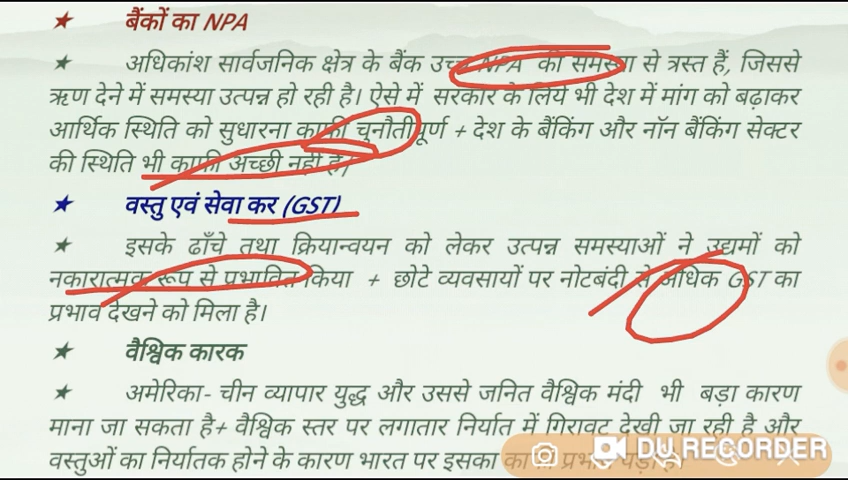 ★ बैंकों का NPA
★ अधिकांश सार्वजनिक क्षेत्र के बैंक उच्च NPA की समस्या से त्रस्त हैं, जिससे
ऋण देने में समस्या उत्पन्न हो रही है। ऐसे में सरकार के लिये भी देश में मांग को बढ़ाकर
आर्थिक स्थिति को सुधारना काफी चुनौतीपूर्ण + देश के बैंकिंग और नॉन बैंकिंग सेक्टर
की स्थिति भी काफी अच्छी नही है।
★ वस्तु एवं सेवा कर (GST)
★ इसके ढाँचे तथा क्रियान्वयन को लेकर उत्पन्न समस्याओं ने उद्यमों को
नकारात्मक रूप से प्रभावित किया + छोटे व्यवसायों पर नोटबंदी से अधिक GST का
प्रभाव देखने को मिला है।
★ वैश्विक कारक
★ अमेरिका- चीन व्यापार युद्ध और उससे जनित वैश्विक मंदी भी बड़ा कारण
माना जा सकता है+ वैश्विक स्तर पर लगातार निर्यात में गिरावट देखी जा रही है और
वस्तुओं का निर्यातक होने के कारण भारत पर इसका
DU RECORDER